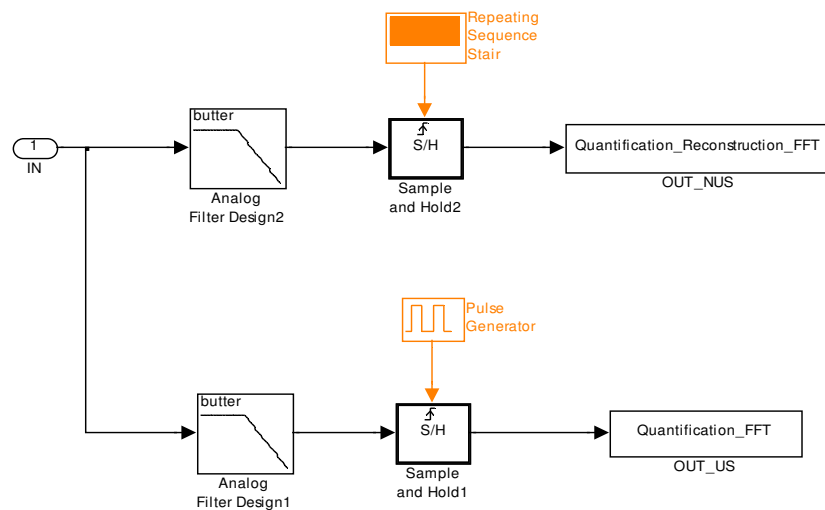 Repeating
Sequence
Stair
butter
1
S/H
Quantification_Reconstruction_FFT
IN
OUT_NUS
Analog
Filter Design2
Sample
and Hold2
Pulse
Generator
butter
S/H
Quantification_FFT
OUT_US
Analog
Filter Design1
Sample
and Hold1